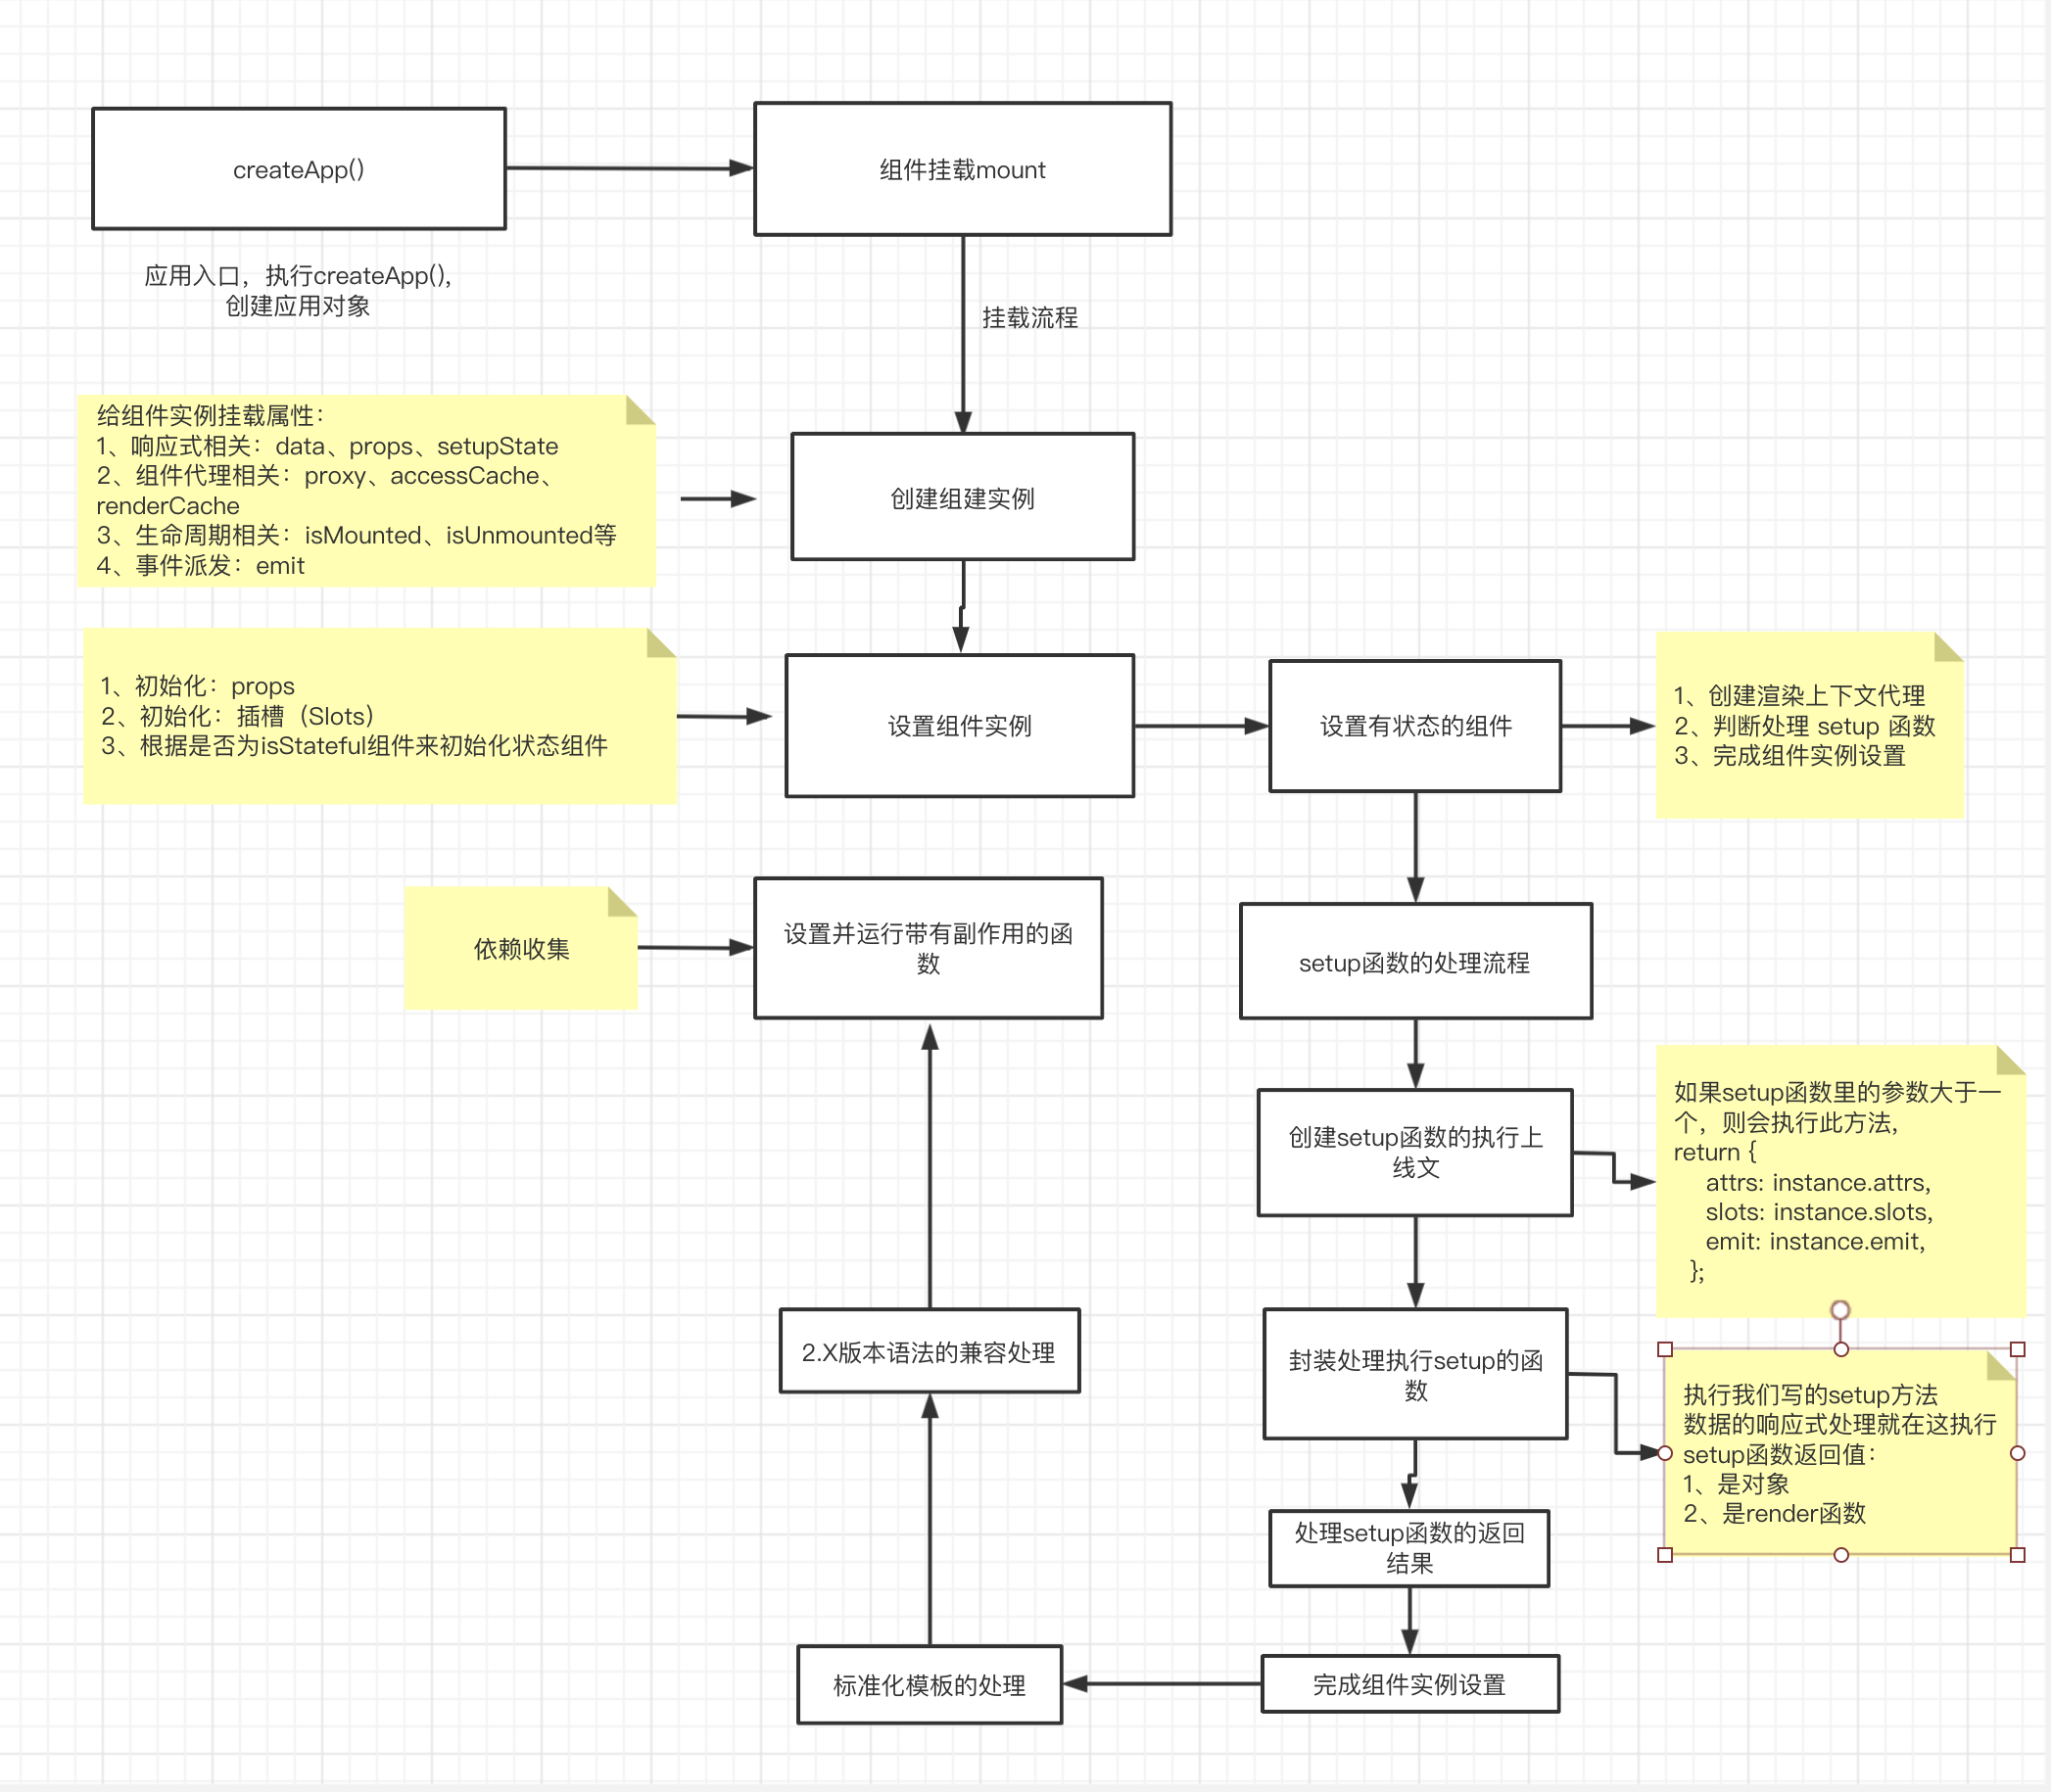 createApp()
组件挂载mount
应用入口，执行createApp(),
创建应用对象
挂载流程
给组件实例挂载属性：
1、响应式相关：data、props、setupState
2、组件代理相关：proxy、accessCache、
renderCache
3、生命周期相关：isMounted、isUnmounted等
4、事件派发：emit
创建组建实例
1、初始化：props
2、初始化：插槽（Slots）
3、根据是否为isStateful组件来初始化状态组件
设置组件实例
设置有状态的组件
1、创建渲染上下文代理
2、判断处理 setup 函数
3、完成组件实例设置
依赖收集
设置并运行带有副作用的函
数
setup函数的处理流程
创建setup函数的执行上
线文
如果setup函数里的参数大于一
个，则会执行此方法,
return {
attrs: instance.attrs,
slots: instance.slots,
emit: instance.emit,
};
2.X版本语法的兼容处理
封装处理执行setup的函
数
执行我们写的setup方法
数据的响应式处理就在这执行
setup函数返回值：
1、是对象
2、是render函数
处理setup函数的返回
结果
标准化模板的处理
完成组件实例设置